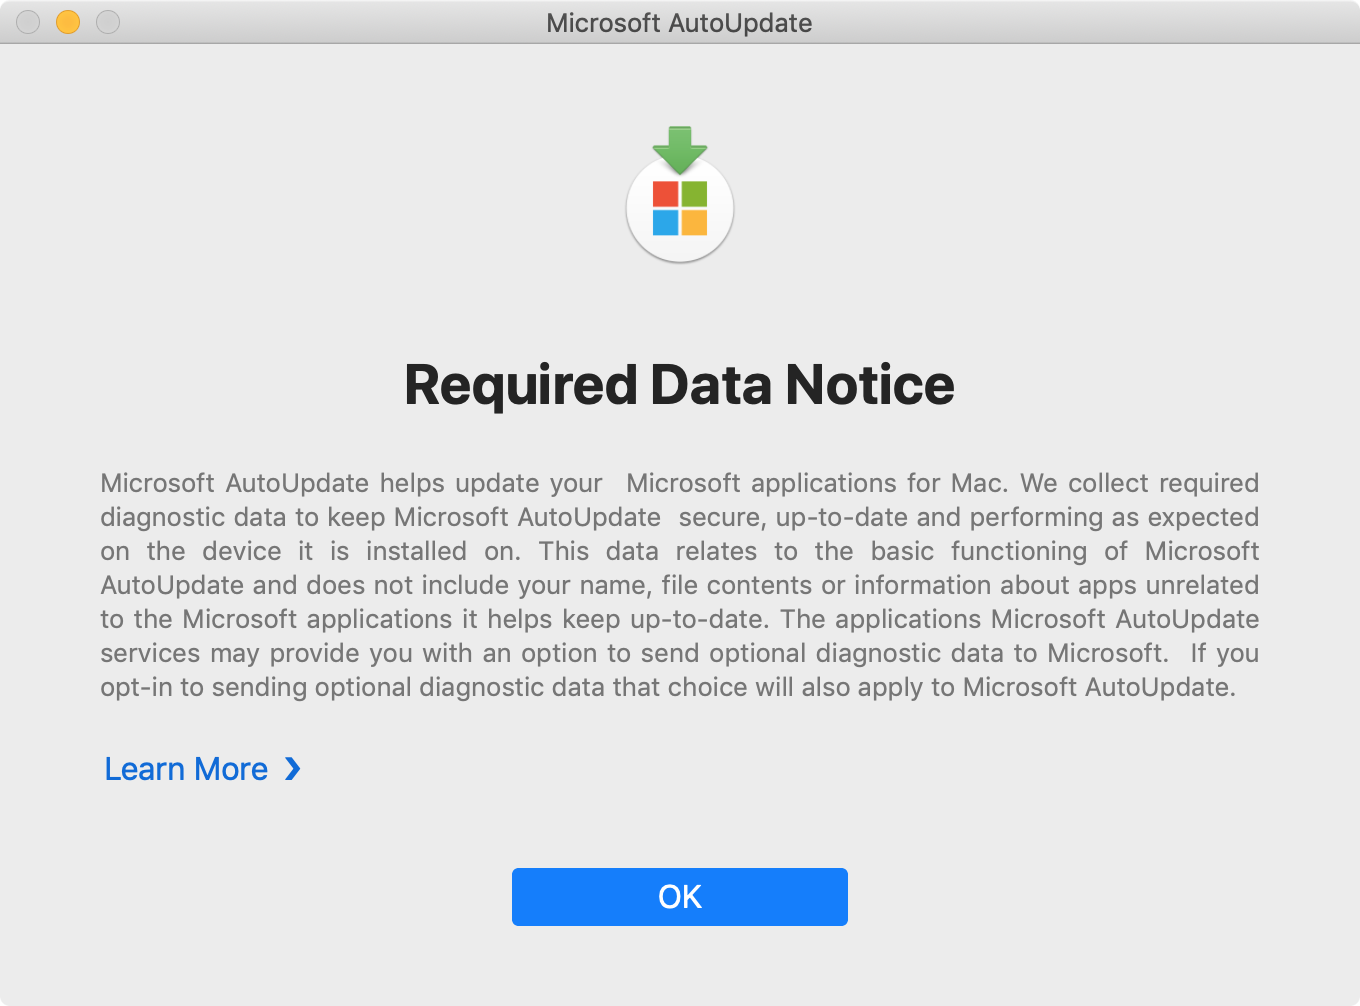 Microsoft AutoUpdate
Required Data Notice
Microsoft AutoUpdate helps update your  Microsoft applications for Mac. We collect required
diagnostic data to keep Microsoft AutoUpdate  secure, up-to-date and performing as expected
on the device it is installed on. This data relates to the basic functioning of Microsoft
AutoUpdate and does not include your name, file contents or information about apps unrelated
to the Microsoft applications it helps keep up-to-date. The applications Microsoft AutoUpdate
services may provide you with an option to send optional diagnostic data to Microsoft.  If you
opt-in to sending optional diagnostic data that choice will also apply to Microsoft AutoUpdate.
Learn More ❯
OK